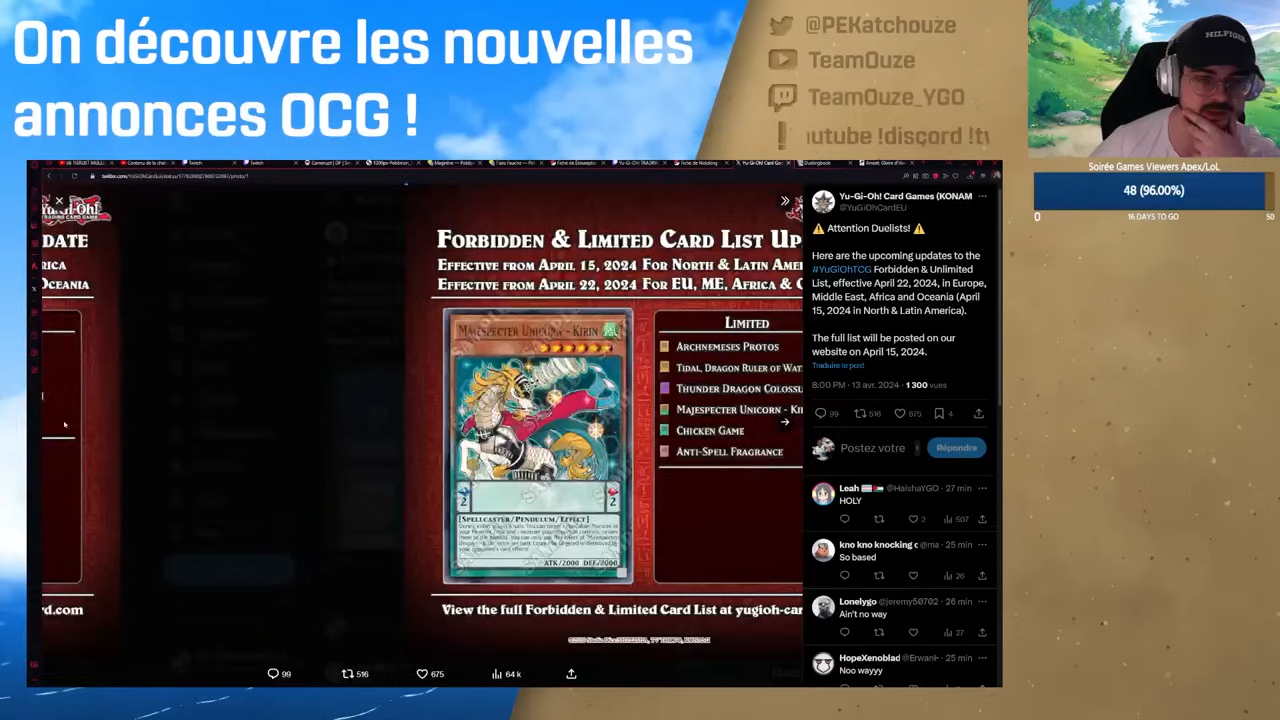 On découvre les nouvelles
annonces OCG !
@PEKatchouze
TeamOuze
TeamOuze_YGO
utube !discord !tw
HILFIGER
Soirée Games Viewers Apex/LoL
48 (96.00%)
0
16 DAYS TO GO
50
DATE
RICA
OCEANIA
rd.com
FORBIDDEN & LIMITED CARD LIST UP
EFFECTIVE FROM APRIL 15, 2024 FOR NORTH & LATIN AME
EFFECTIVE FROM APRIL 22, 2024 FOR EU, ME, AFRICA & O
MAJESPECTER UNICORN - KIRIN
2
2
[SPELLCASTER/PENDULUM/EFFECT]
ATK/2000 DEF/2000
LIMITED
ARCHNEMESES PROTOS
TIDAL, DRAGON RULER OF WAT
THUNDER DRAGON COLOSSU
MAJESPECTER UNICORN - KI
CHICKEN GAME
ANTI-SPELL FRAGRANCE
VIEW THE FULL FORBIDDEN & LIMITED CARD LIST AT yugioh-car
99
516
675
64 k
Yu-Gi-Oh! Card Games (KONAM
@YuGiOhCardEU
⚠️ Attention Duelists! ⚠️
Here are the upcoming updates to the
#YuGiOhTCG Forbidden & Unlimited
List, effective April 22, 2024, in Europe,
Middle East, Africa and Oceania (April
15, 2024 in North & Latin America).
The full list will be posted on our
website on April 15, 2024.
Traduire le post
8:00 PM · 13 avr. 2024 · 1 300 vues
99
516
675
4
Postez votre
Répondre
Leah @HaishaYGO · 27 min
HOLY
2
507
kno kno knocking c @ma · 25 min
So based
26
Lonelygo @jeremy50702 · 26 min
Ain't no way
27
HopeXenoblad @ErwanH · 25 min
Noo wayyy